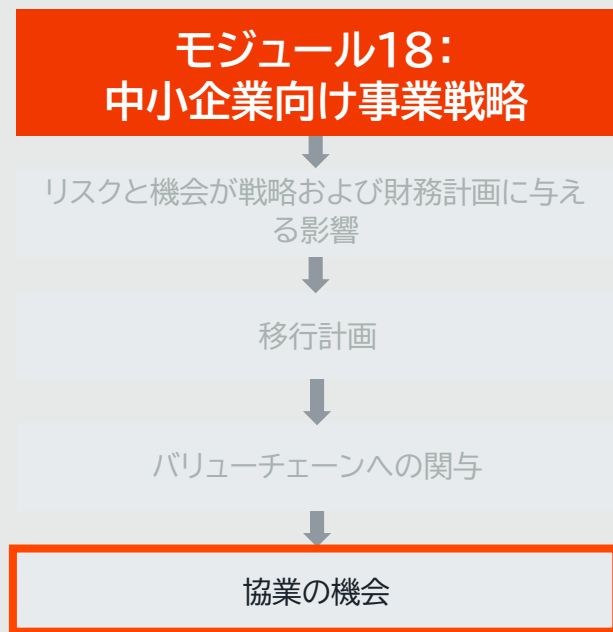 モジュール18：
中小企業向け事業戦略
リスクと機会が戦略および財務計画に与え
る影響
移行計画
バリューチェーンへの関与
協業の機会